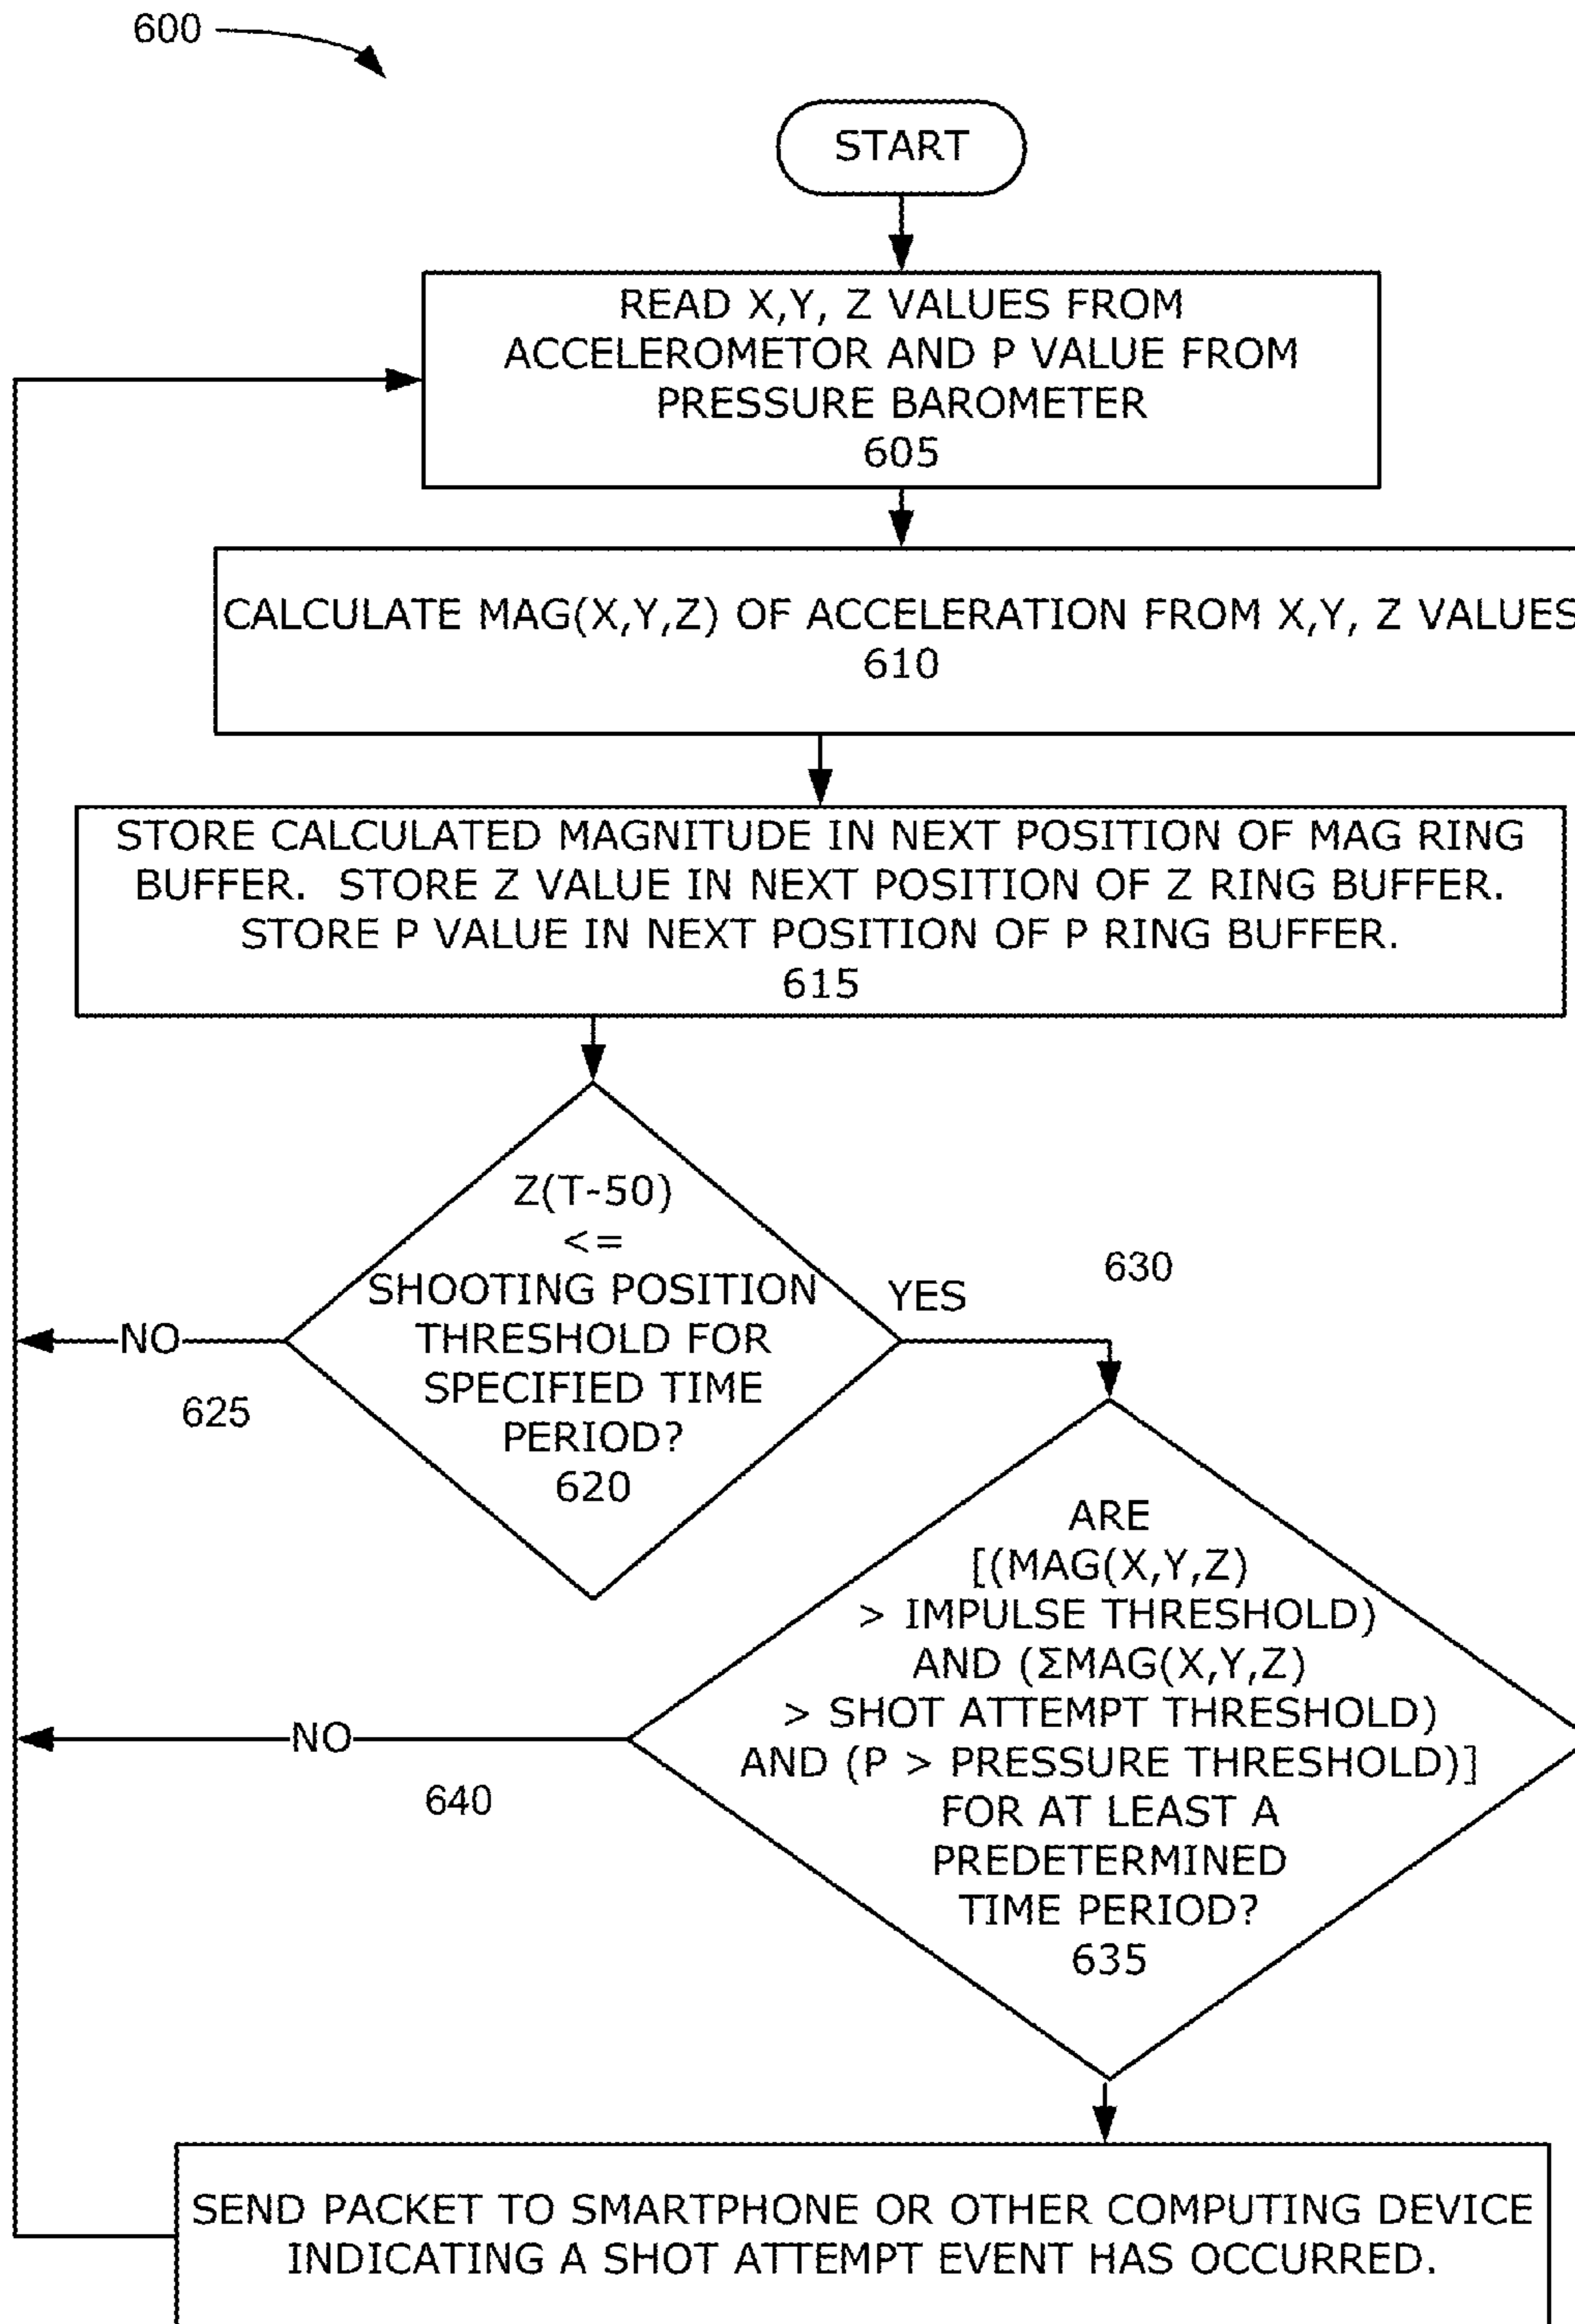 600
START
READ X,Y, Z VALUES FROM
ACCELEROMETOR AND P VALUE FROM
PRESSURE BAROMETER
605
CALCULATE MAG(X,Y,Z) OF ACCELERATION FROM X,Y, Z VALUES
610
STORE CALCULATED MAGNITUDE IN NEXT POSITION OF MAG RING
BUFFER. STORE Z VALUE IN NEXT POSITION OF Z RING BUFFER.
STORE P VALUE IN NEXT POSITION OF P RING BUFFER.
615
Z(T-50)
<=
SHOOTING POSITION
THRESHOLD FOR
SPECIFIED TIME
PERIOD?
620
NO
625
YES
630
ARE
[(MAG(X,Y,Z)
> IMPULSE THRESHOLD)
AND (ΣMAG(X,Y,Z)
> SHOT ATTEMPT THRESHOLD)
AND (P > PRESSURE THRESHOLD)]
FOR AT LEAST A
PREDETERMINED
TIME PERIOD?
635
NO
640
SEND PACKET TO SMARTPHONE OR OTHER COMPUTING DEVICE
INDICATING A SHOT ATTEMPT EVENT HAS OCCURRED.